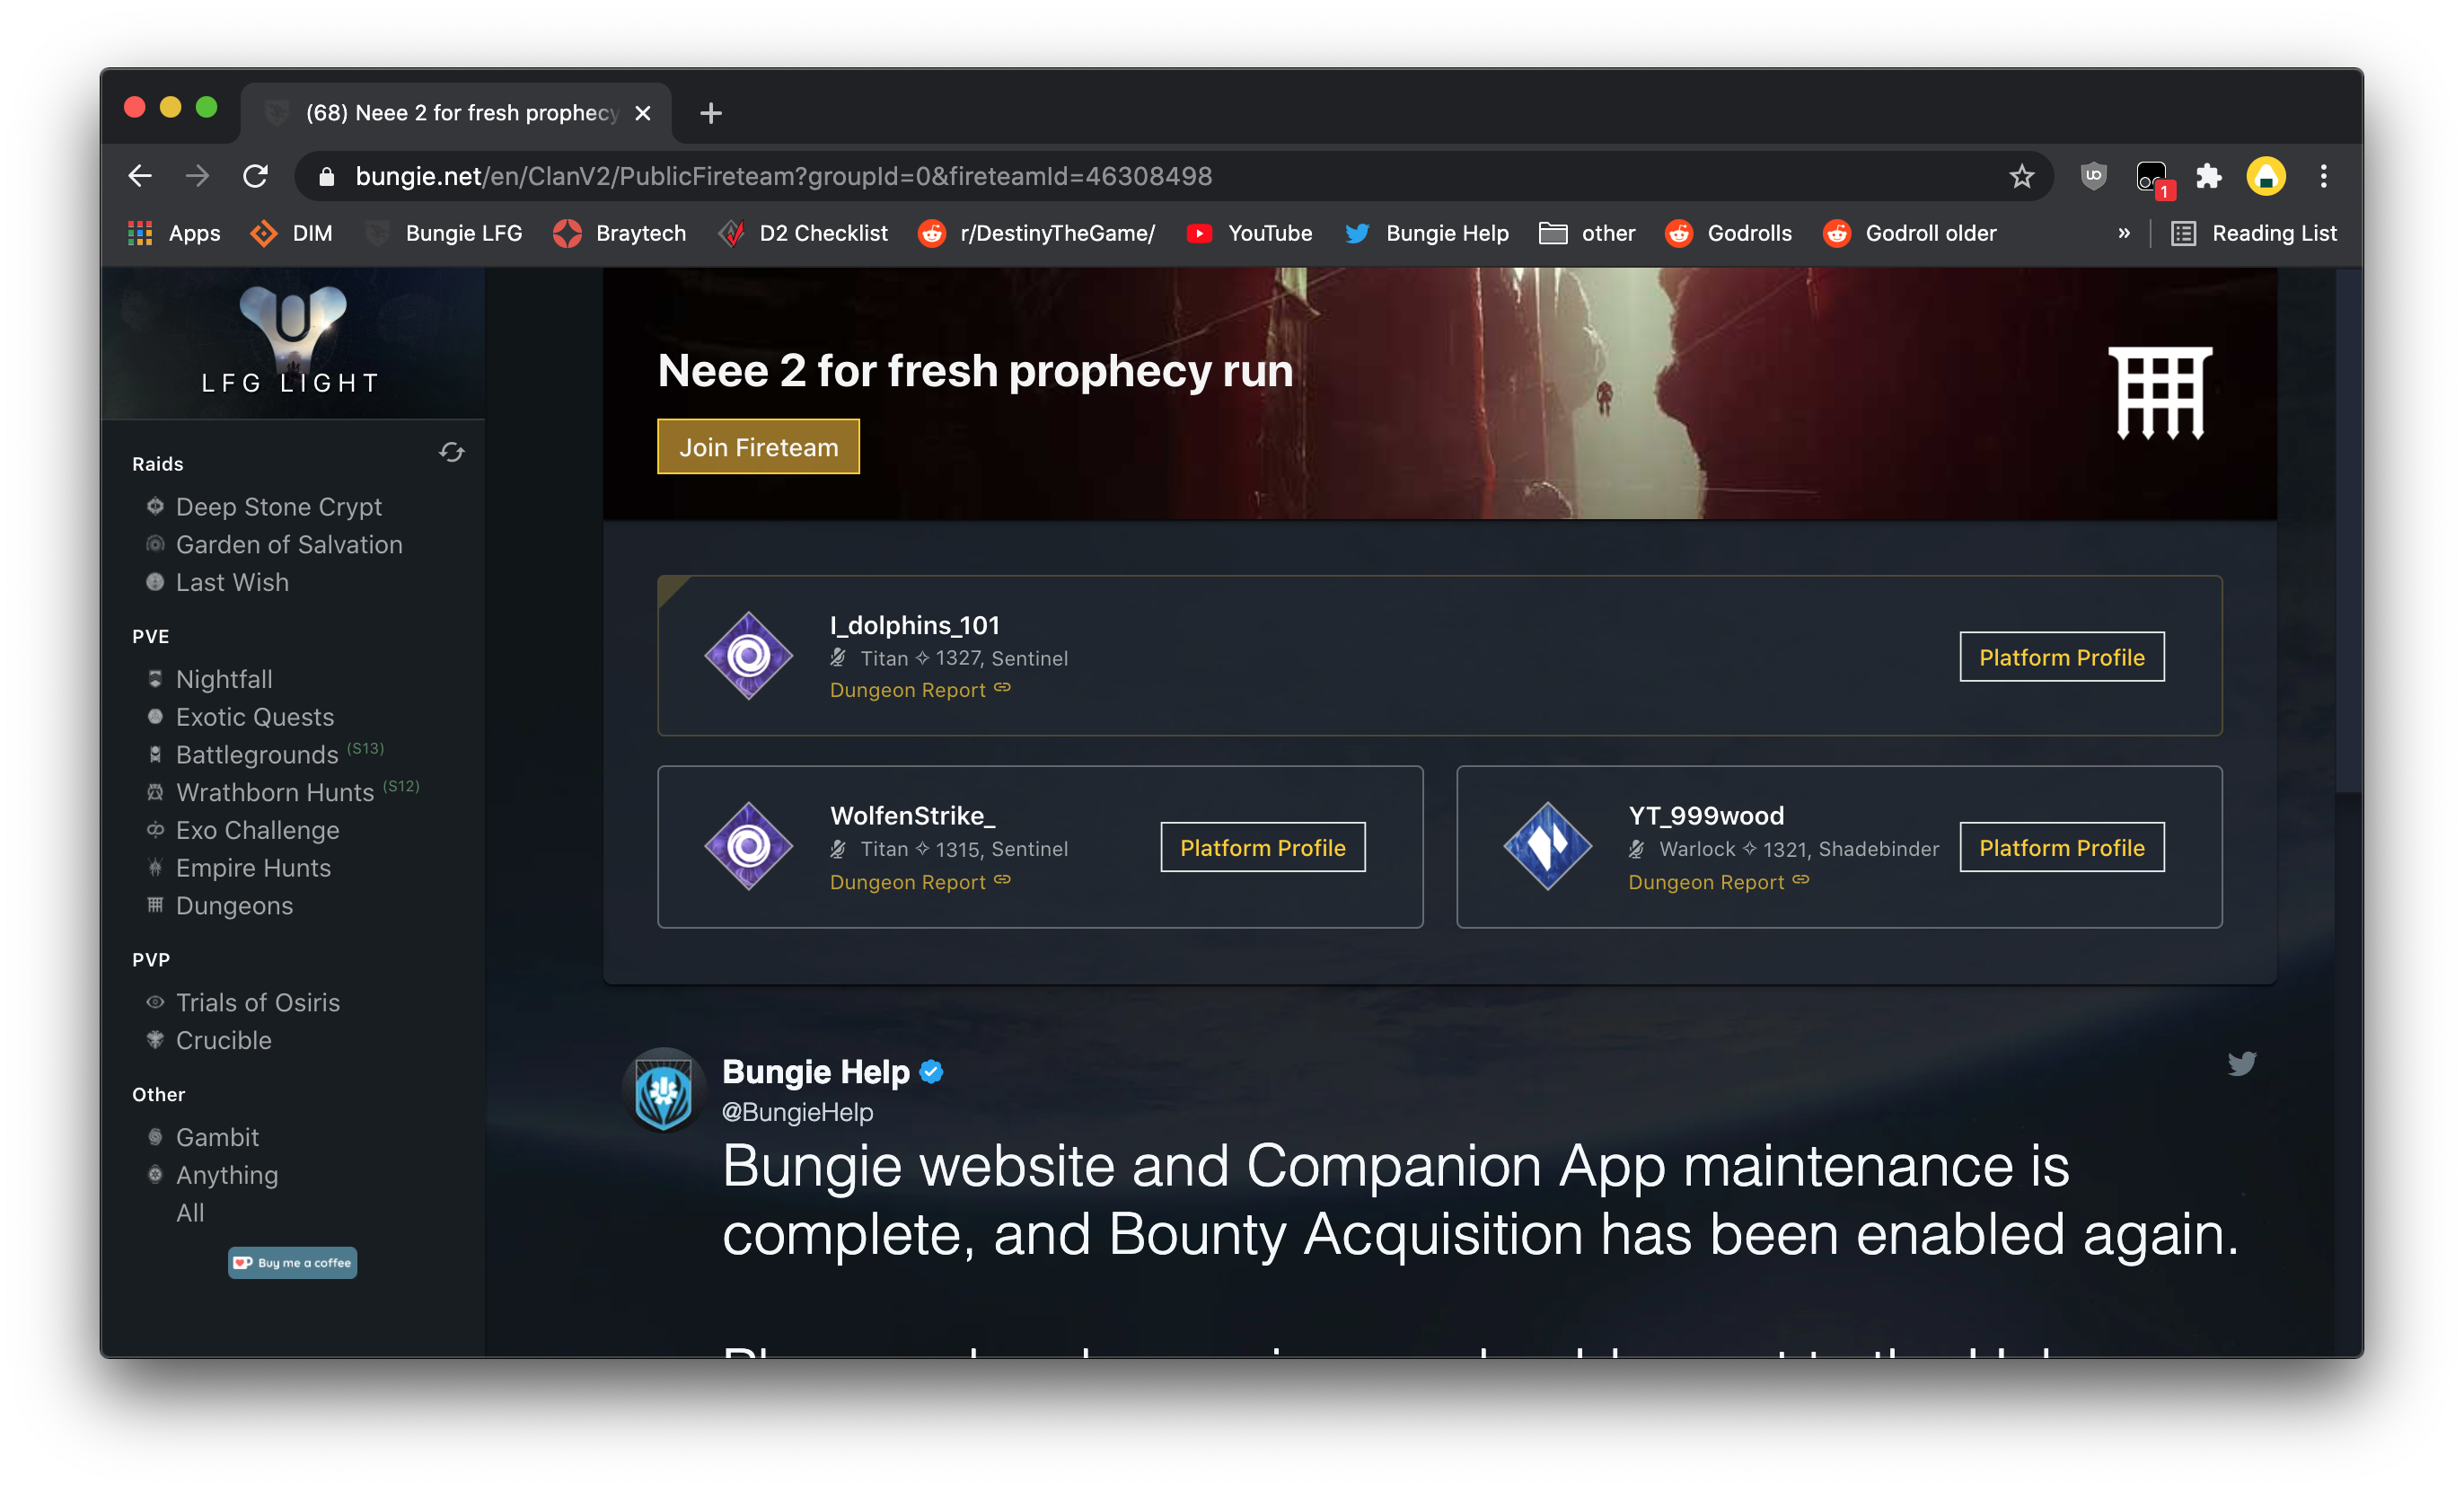 (68) Neee 2 for fresh prophecy
bungie.net/en/ClanV2/PublicFireteam?groupId=0&fireteamId=46308498
1
Apps DIM Bungie LFG Braytech D2 Checklist r/DestinyTheGame/ YouTube Bungie Help other Godrolls Godroll older » Reading List
LFG LIGHT
Raids
Deep Stone Crypt
Garden of Salvation
Last Wish
PVE
Nightfall
Exotic Quests
Battlegrounds (S13)
Wrathborn Hunts (S12)
Exo Challenge
Empire Hunts
Dungeons
PVP
Trials of Osiris
Crucible
Other
Gambit
Anything
All
Buy me a coffee
Neee 2 for fresh prophecy run
Join Fireteam
I_dolphins_101
Titan ✧ 1327, Sentinel
Dungeon Report
Platform Profile
WolfenStrike_
Titan ✧ 1315, Sentinel
Dungeon Report
Platform Profile
YT_999wood
Warlock ✧ 1321, Shadebinder
Dungeon Report
Platform Profile
Bungie Help
@BungieHelp
Bungie website and Companion App maintenance is
complete, and Bounty Acquisition has been enabled again.